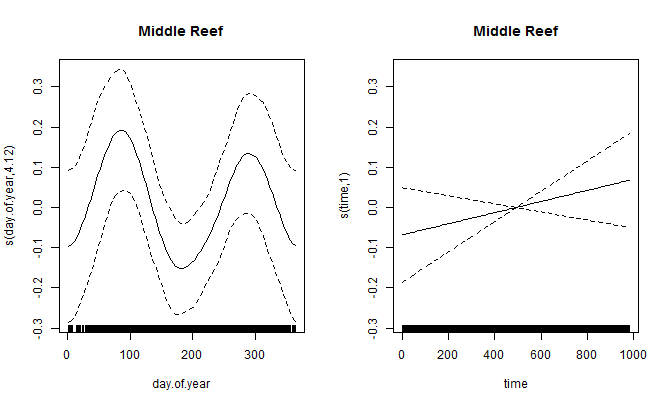 Middle Reef
s(day.of.year,4.12)
0.3
0.2
0.1
0.0
-0.1
-0.2
-0.3
0 100 200 300
day.of.year
Middle Reef
s(time,1)
0.3
0.2
0.1
0.0
-0.1
-0.2
-0.3
0 200 400 600 800 1000
time